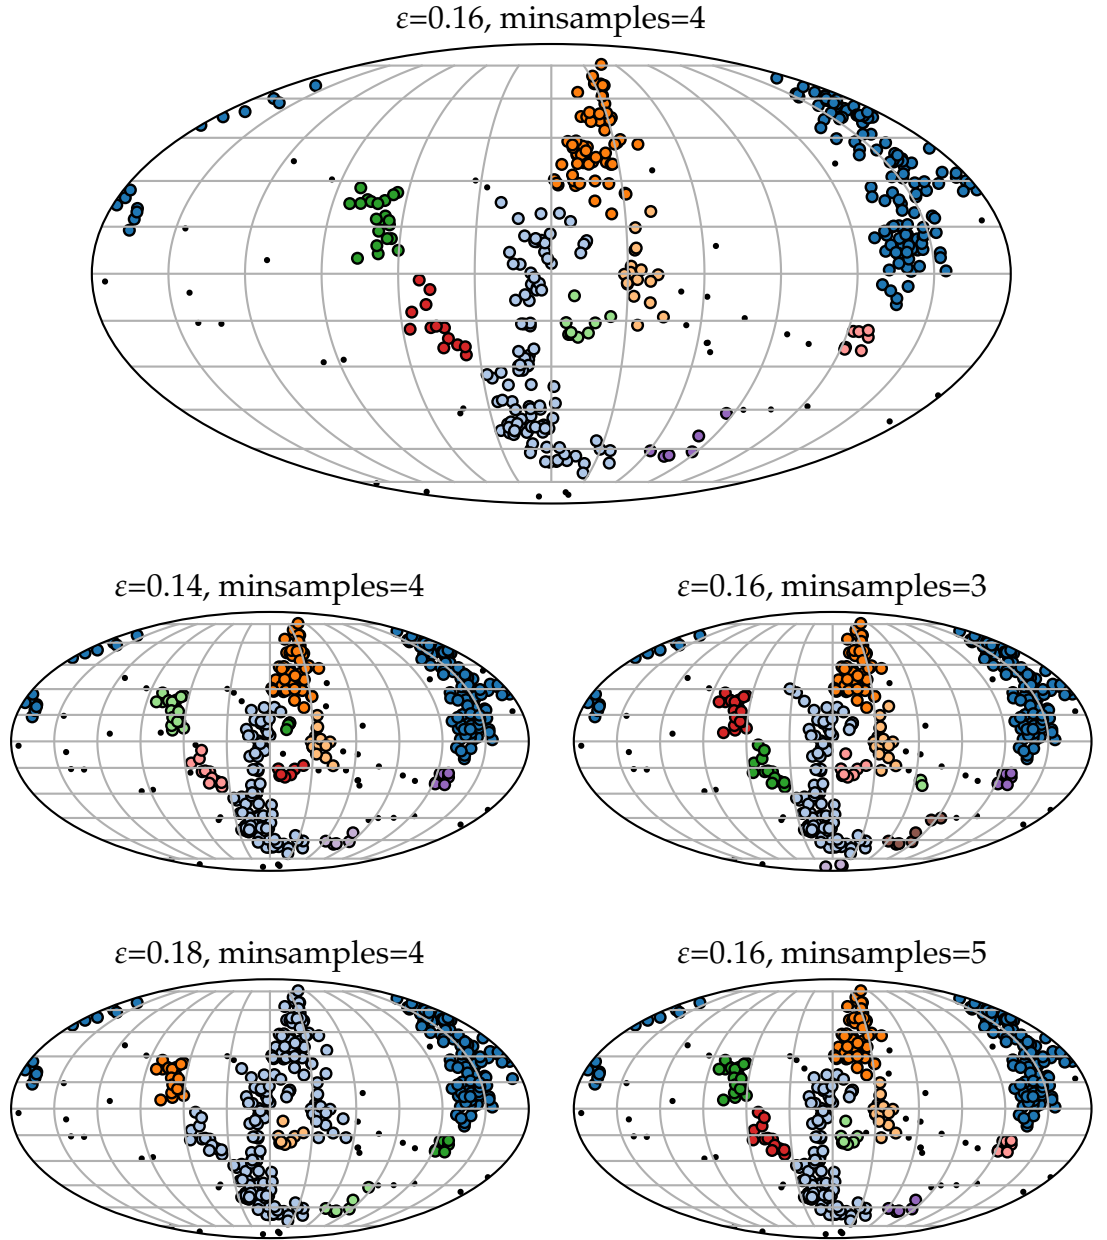 ε=0.16, minsamples=4
ε=0.14, minsamples=4
ε=0.16, minsamples=3
ε=0.18, minsamples=4
ε=0.16, minsamples=5